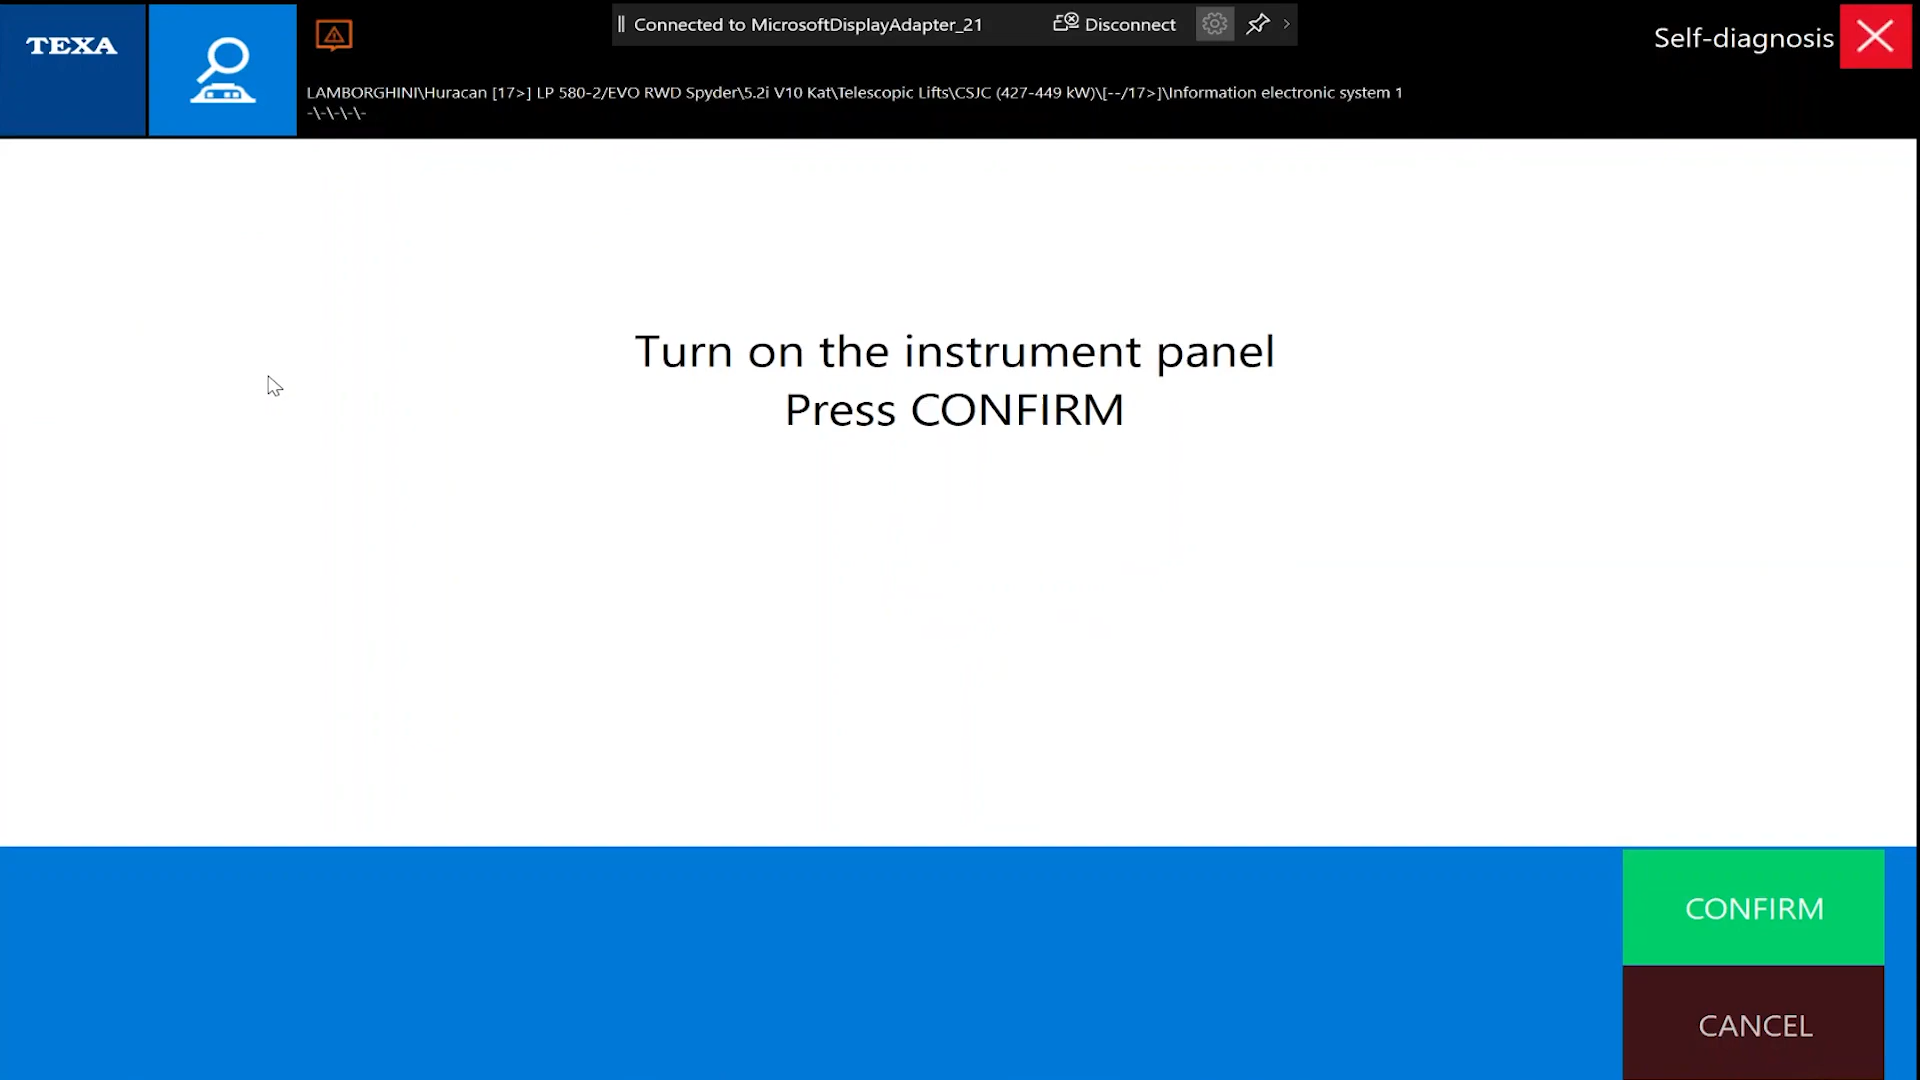 TEXA
Connected to MicrosoftDisplayAdapter_21
Disconnect
Self-diagnosis
LAMBORGHINI\Huracan [17>] LP 580-2/EVO RWD Spyder\5.2i V10 Kat\Telescopic Lifts\CSJC (427-449 kW)\[--/17>]\Information electronic system 1
-\-\-\-\-
Turn on the instrument panel
Press CONFIRM
CONFIRM
CANCEL